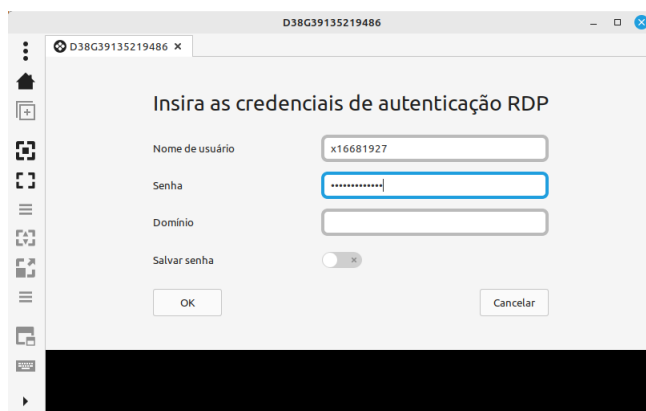 D38G39135219486
D38G39135219486
Insira as credenciais de autenticação RDP
Nome de usuário
x16681927
Senha
•••••••••••••
Domínio
Salvar senha
OK
Cancelar